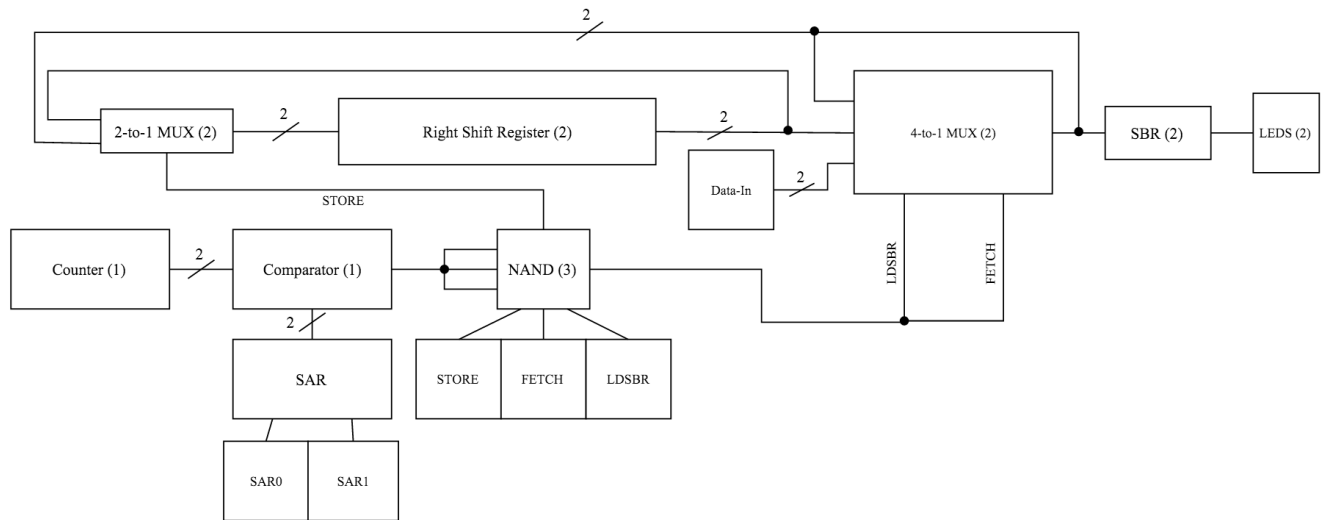 2
2-to-1 MUX (2)
2
Right Shift Register (2)
2
4-to-1 MUX (2)
SBR (2)
LEDS (2)
Data-In
2
STORE
Counter (1)
2
Comparator (1)
NAND (3)
LDSBR
FETCH
2
SAR
STORE
FETCH
LDSBR
SAR0
SAR1